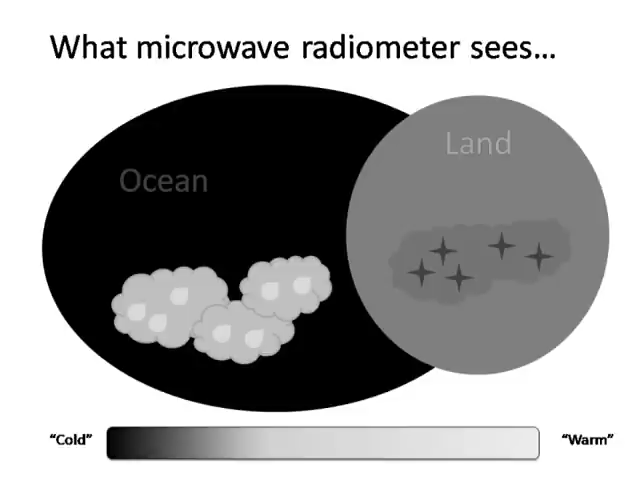 What microwave radiometer sees...
Land
Ocean
“Cold”
“Warm”